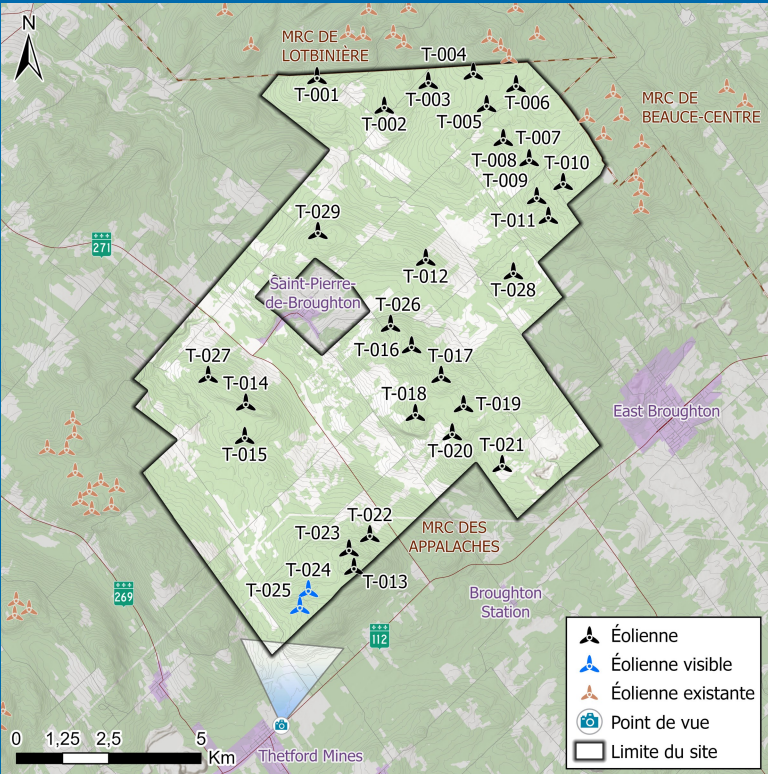 N
MRC DE
LOTBINIÈRE
T-004
T-001
T-002
T-003
T-005
T-006
MRC DE
BEAUCE-CENTRE
T-007
T-008
T-010
T-009
T-011
T-029
271
T-012
T-028
Saint-Pierre-
de-Broughton
T-026
T-016
T-017
T-027
T-014
T-018
T-019
East Broughton
T-015
T-020
T-021
T-022
T-023
MRC DES
APPALACHES
T-024
T-013
T-025
269
Broughton
Station
112
Éolienne
Éolienne visible
Éolienne existante
Point de vue
Limite du site
0 1,25 2,5 5
Km
Thetford Mines